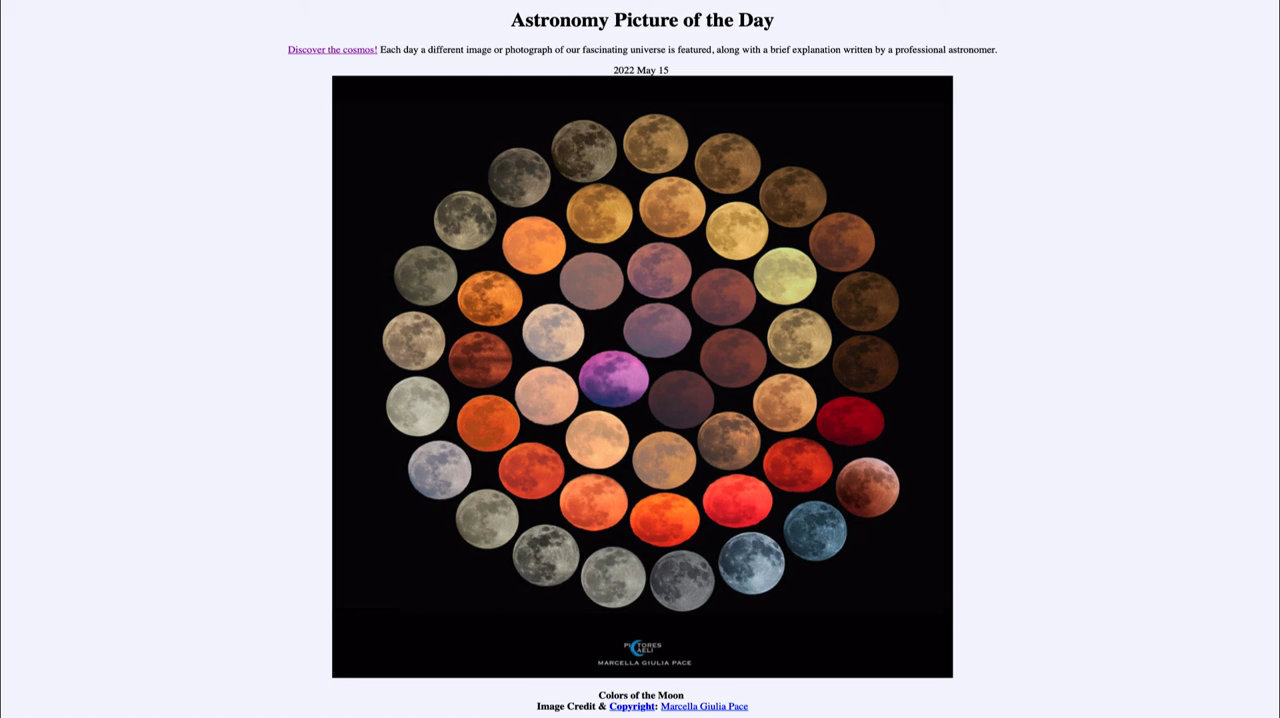 Astronomy Picture of the Day
Discover the cosmos! Each day a different image or photograph of our fascinating universe is featured, along with a brief explanation written by a professional astronomer.
2022 May 15
PICTORES
CAELI
MARCELLA GIULIA PACE
Colors of the Moon
Image Credit & Copyright: Marcella Giulia Pace